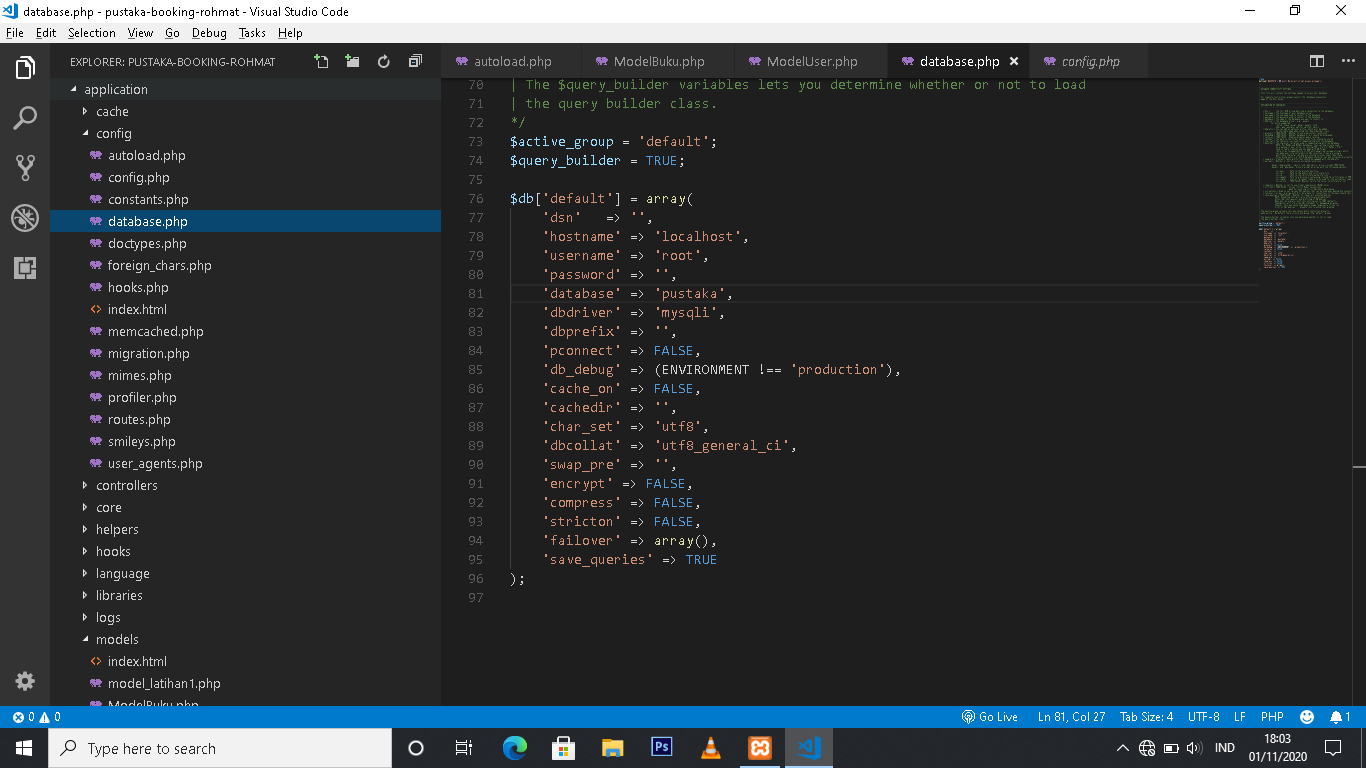 database.php - pustaka-booking-rohmat - Visual Studio Code
File Edit Selection View Go Debug Tasks Help
EXPLORER: PUSTAKA-BOOKING-ROHMAT
application
cache
config
autoload.php
config.php
constants.php
database.php
doctypes.php
foreign_chars.php
hooks.php
index.html
memcached.php
migration.php
mimes.php
profiler.php
routes.php
smileys.php
user_agents.php
controllers
core
helpers
hooks
language
libraries
logs
models
index.html
model_latihan1.php
ModelBuku.php
autoload.php ModelBuku.php ModelUser.php database.php config.php
70 | The $query_builder variables lets you determine whether or not to load
71 | the query builder class.
72 */
73 $active_group = 'default';
74 $query_builder = TRUE;
75
76 $db['default'] = array(
77 'dsn' => '',
78 'hostname' => 'localhost',
79 'username' => 'root',
80 'password' => '',
81 'database' => 'pustaka',
82 'dbdriver' => 'mysqli',
83 'dbprefix' => '',
84 'pconnect' => FALSE,
85 'db_debug' => (ENVIRONMENT !== 'production'),
86 'cache_on' => FALSE,
87 'cachedir' => '',
88 'char_set' => 'utf8',
89 'dbcollat' => 'utf8_general_ci',
90 'swap_pre' => '',
91 'encrypt' => FALSE,
92 'compress' => FALSE,
93 'stricton' => FALSE,
94 'failover' => array(),
95 'save_queries' => TRUE
96 );
97
0 0 Go Live Ln 81, Col 27 Tab Size: 4 UTF-8 LF PHP 1
Type here to search
Ps
IND
18:03
01/11/2020